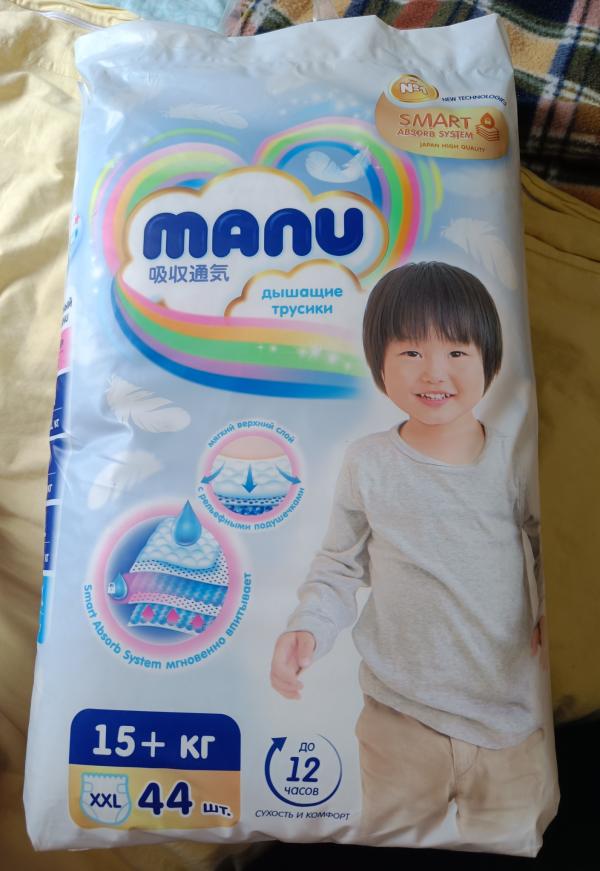 №1
NEW TECHNOLOGIES
SMART
ABSORB SYSTEM
JAPAN HIGH QUALITY
manu
吸収通気
дышащие
трусики
мягкий верхний слой
с рельефными подушечками
Smart Absorb System мгновенно впитывает
15+ кг
XXL 44 шт.
до
12
часов
сухость и комфорт